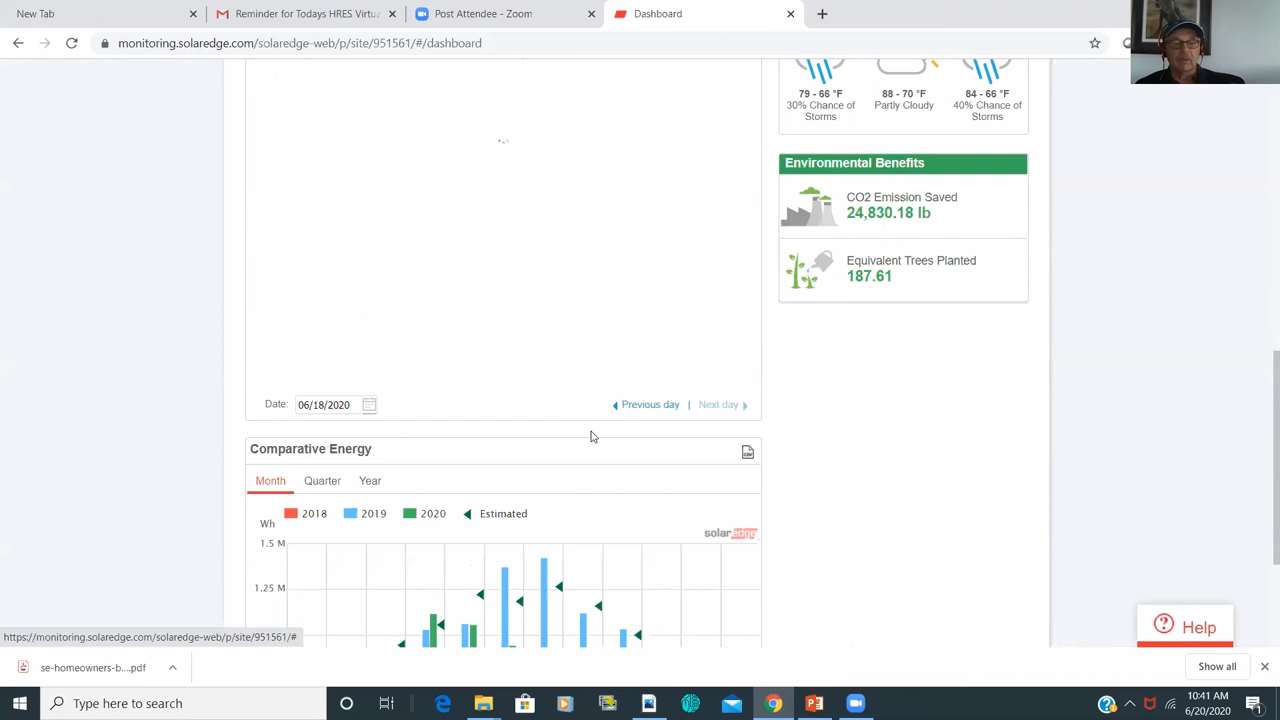 New Tab
Reminder for Todays HRES Virtu
Post Attendee - Zoom
Dashboard
monitoring.solaredge.com/solaredge-web/p/site/951561/#/dashboard
79 - 66 °F
30% Chance of
Storms
88 - 70 °F
Partly Cloudy
84 - 66 °F
40% Chance of
Storms
Environmental Benefits
CO2 Emission Saved
24,830.18 lb
Equivalent Trees Planted
187.61
Date: 06/18/2020
Previous day | Next day
Comparative Energy
Month Quarter Year
2018 2019 2020 Estimated
Wh
solaredge
1.5 M
1.25 M
Help
https://monitoring.solaredge.com/solaredge-web/p/site/951561/#
se-homeowners-b....pdf
Show all
Type here to search
10:41 AM
6/20/2020